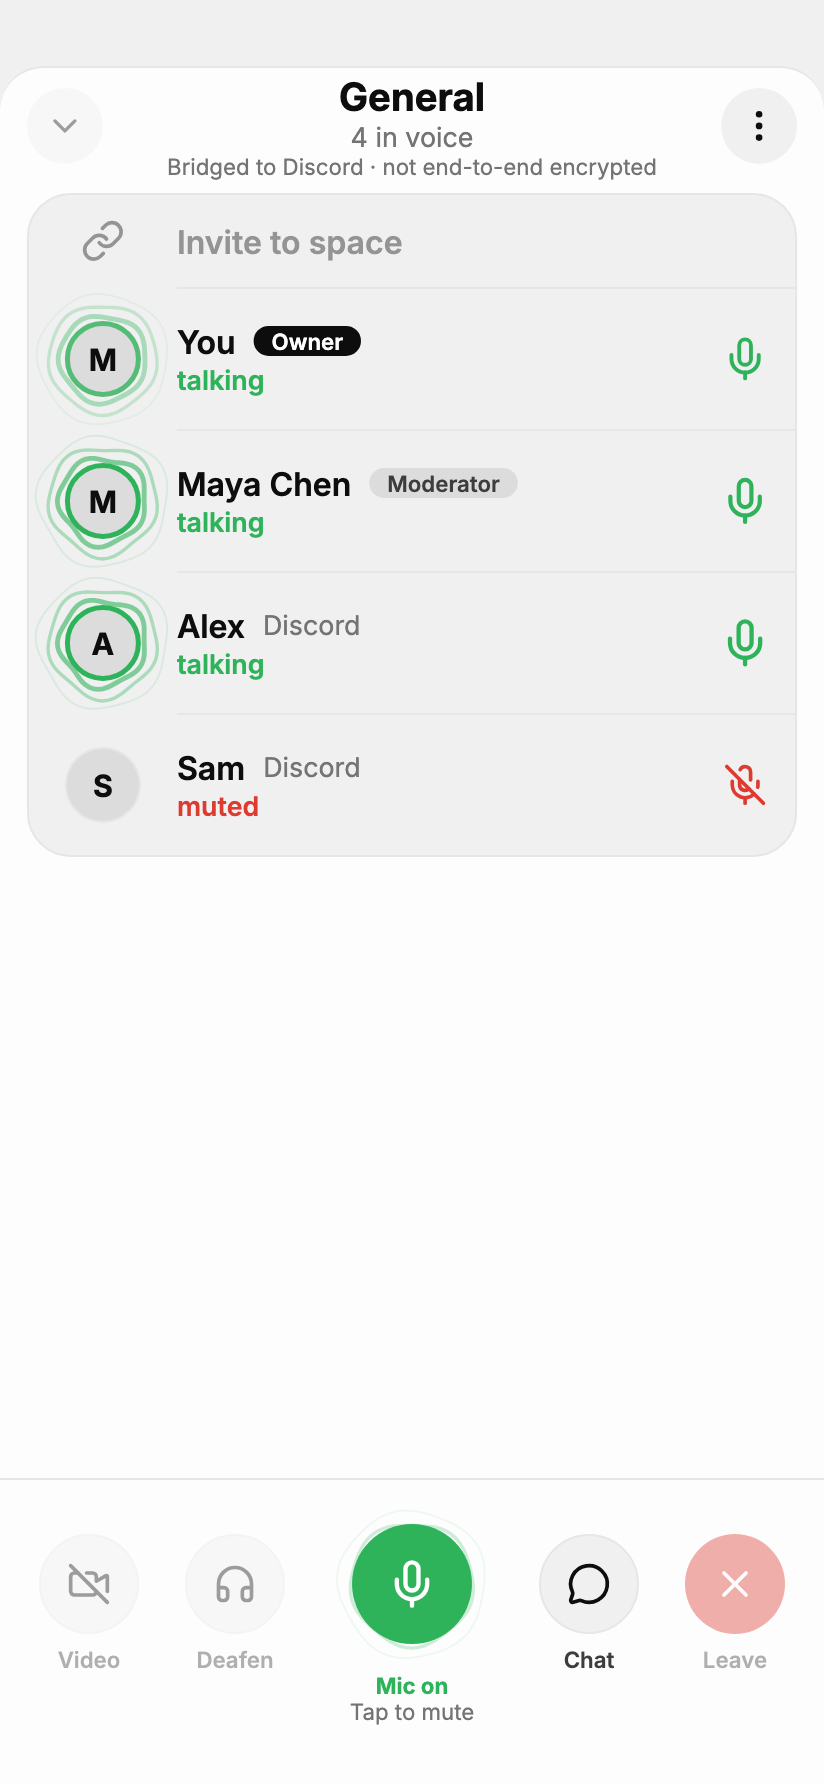 General
4 in voice
Bridged to Discord · not end-to-end encrypted
Invite to space
M
You Owner
talking
M
Maya Chen Moderator
talking
A
Alex Discord
talking
S
Sam Discord
muted
Video Deafen Chat Leave
Mic on
Tap to mute